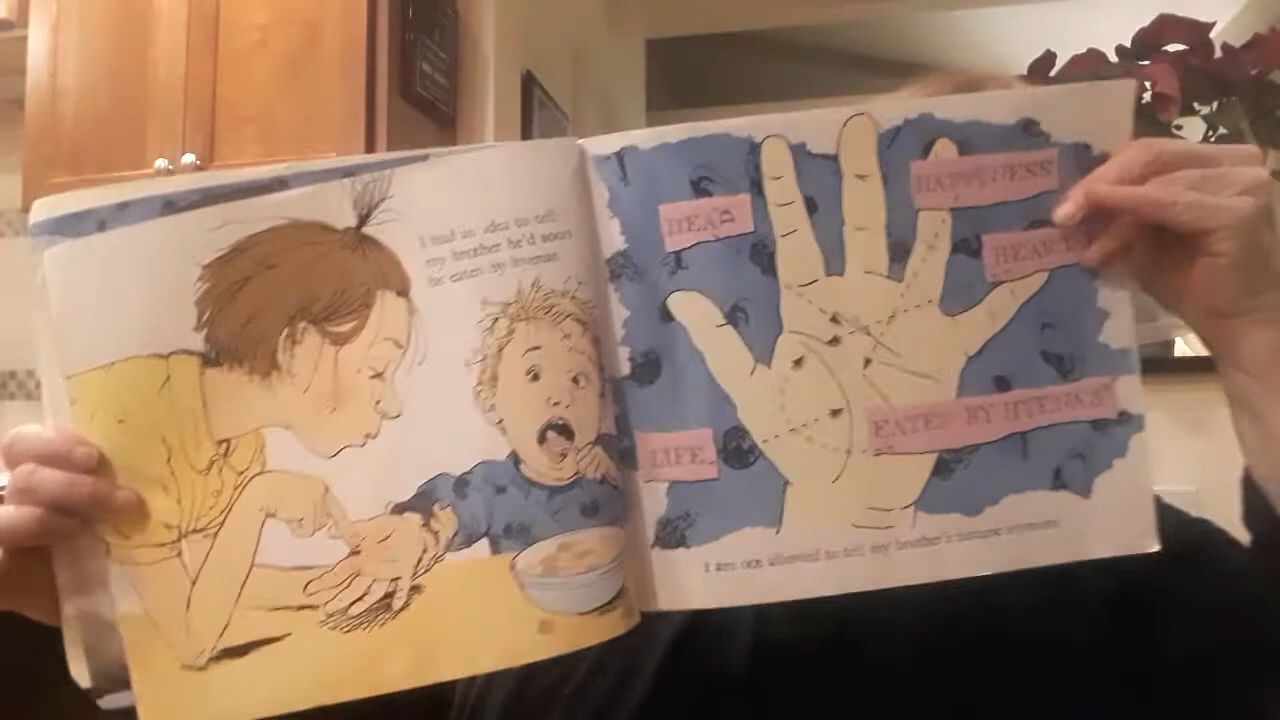 I had an idea to tell
my brother he'd soon
be eaten by hyenas.
HEAD
HAPPINESS
HEART
EATEN BY HYENAS
LIFE
I am not allowed to tell my brother's fortune anymore.